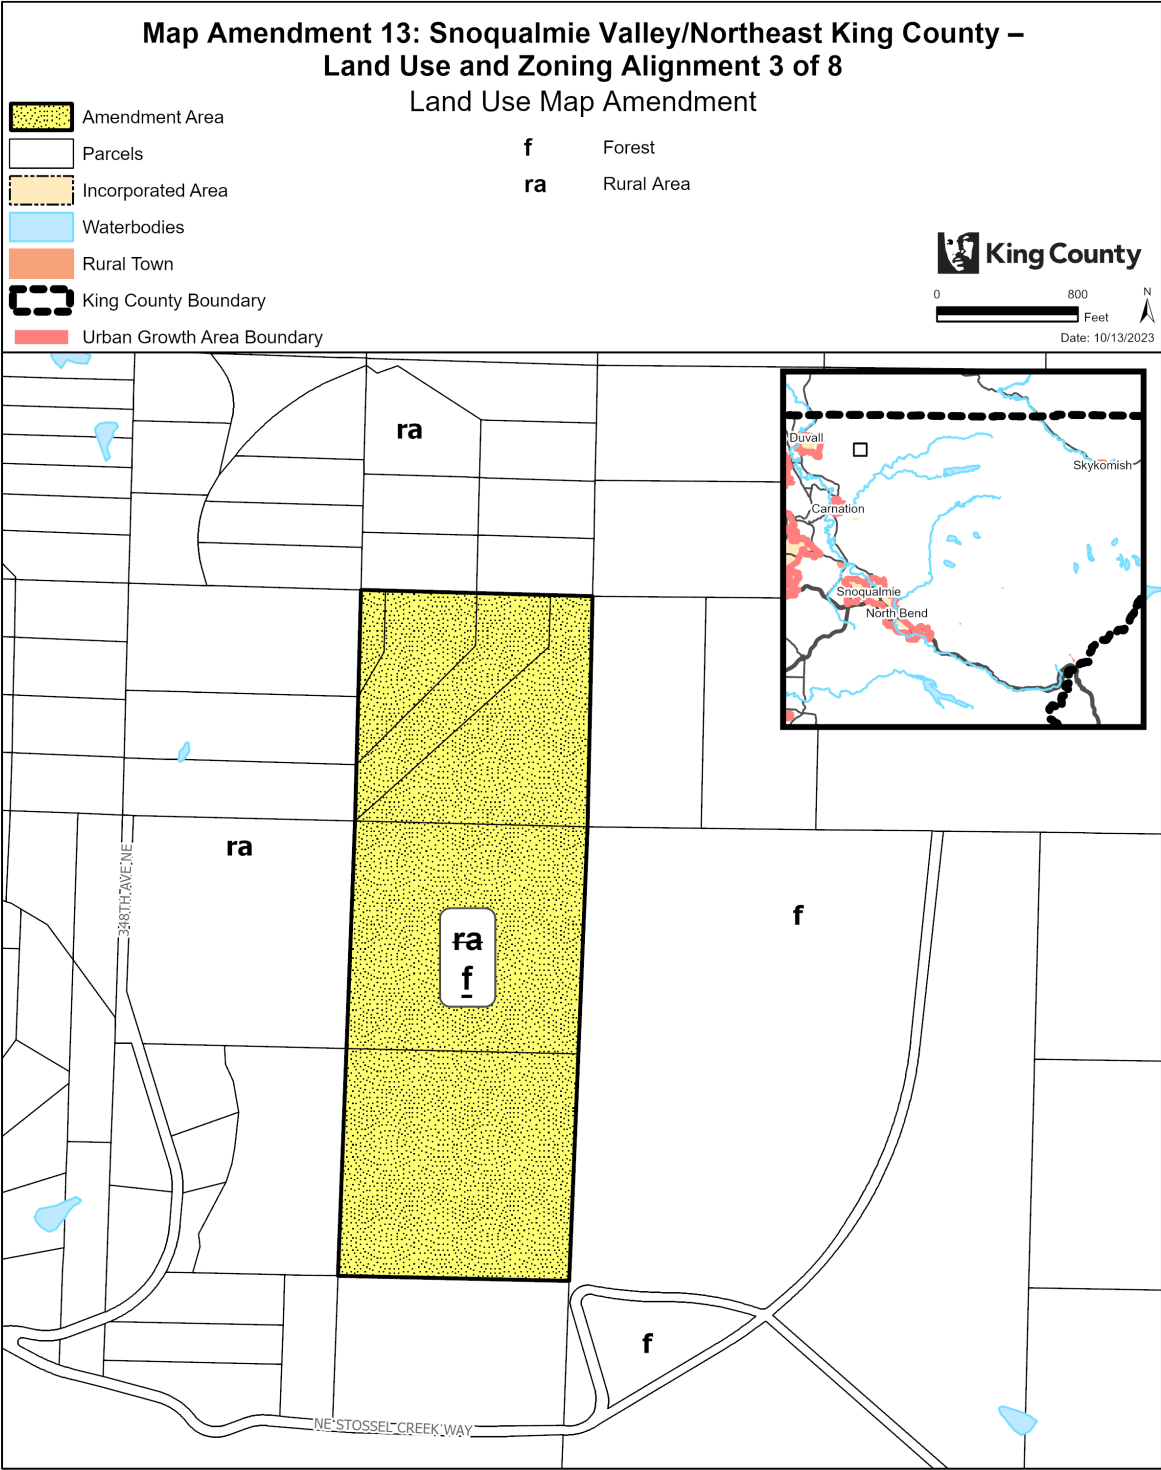 Map Amendment 13: Snoqualmie Valley/Northeast King County –
Land Use and Zoning Alignment 3 of 8
Land Use Map Amendment
Amendment Area
Parcels
Incorporated Area
Waterbodies
Rural Town
King County Boundary
Urban Growth Area Boundary
f Forest
ra Rural Area
King County
0 800
Feet
N
Date: 10/13/2023
ra
Duvall
Skykomish
Carnation
Snoqualmie
North Bend
ra
348TH AVE NE
f
ra
f
f
NE STOSSEL CREEK WAY